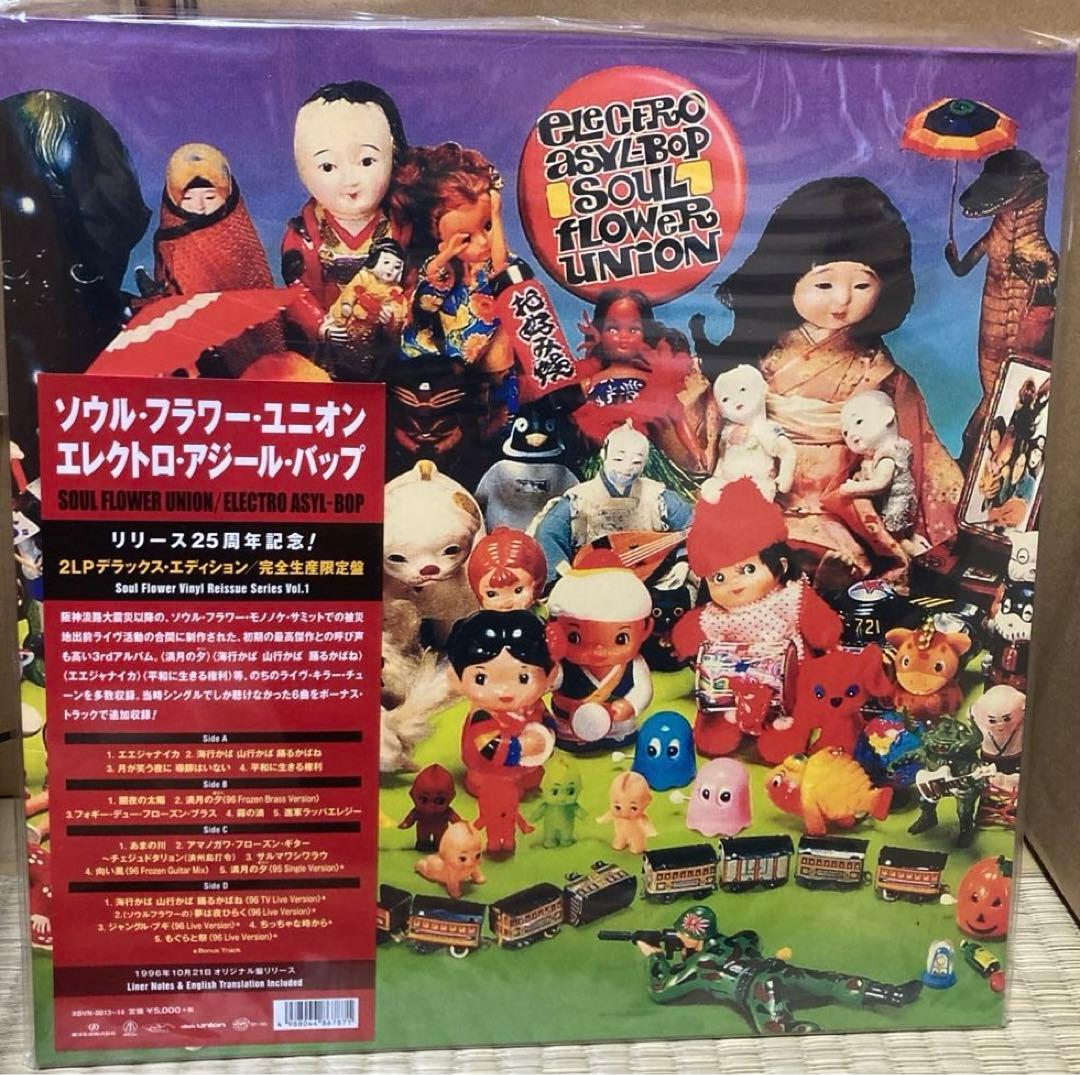 eLeCFRO
aSYL-BOP
SOUL
fLOWeR
UNiON
お好み焼
721
ソウル・フラワー・ユニオン
エレクトロ・アジール・バップ
SOUL FLOWER UNION/ELECTRO ASYL-BOP
リリース25周年記念!
2LPデラックス・エディション/完全生産限定盤
Soul Flower Vinyl Reissue Series Vol.1
阪神淡路大震災以降の、ソウル・フラワー・モノノケ・サミットでの被災
地出前ライヴ活動の合間に制作された、初期の最高傑作との呼び声
も高い3rdアルバム。〈満月の夕〉〈海行かば 山行かば 踊るかばね〉
〈エエジャナイカ〉〈平和に生きる権利〉等、のちのライヴ・キラー・チュ
ーンを多数収録。当時シングルでしか聴けなかった6曲をボーナス・
トラックで追加収録!
Side A
1. エエジャナイカ 2. 海行かば 山行かば 踊るかばね
3. 月が笑う夜に 導師はいない 4. 平和に生きる権利
Side B
1. 闇夜の太陽 2. 満月の夕(96 Frozen Brass Version)
3.フォギー・デュー・フローズン・ブラス 4. 霧の滴 5. 進軍ラッパエレジー
Side C
1. あまの川 2. アマノガワ・フローズン・ギター
〜チェジュドタリョン(済州島打令) 3. サルマワシワラウ
4. 向い風(96 Frozen Guitar Mix) 5. 満月の夕(95 Single Version)*
Side D
1. 海行かば 山行かば 踊るかばね(96 TV Live Version)*
2.(ソウルフラワーの)夢は夜ひらく(96 Live Version)*
3. ジャングル・ブギ(96 Live Version)* 4. ちっちゃな時から*
5. もぐらと祭(96 Live Version)*
*Bonus Track
1996年10月21日オリジナル盤リリース
Liner Notes & English Translation Included
XDVN-0013~14 定価 ¥5,000+税
diskunion
4 988044 867871